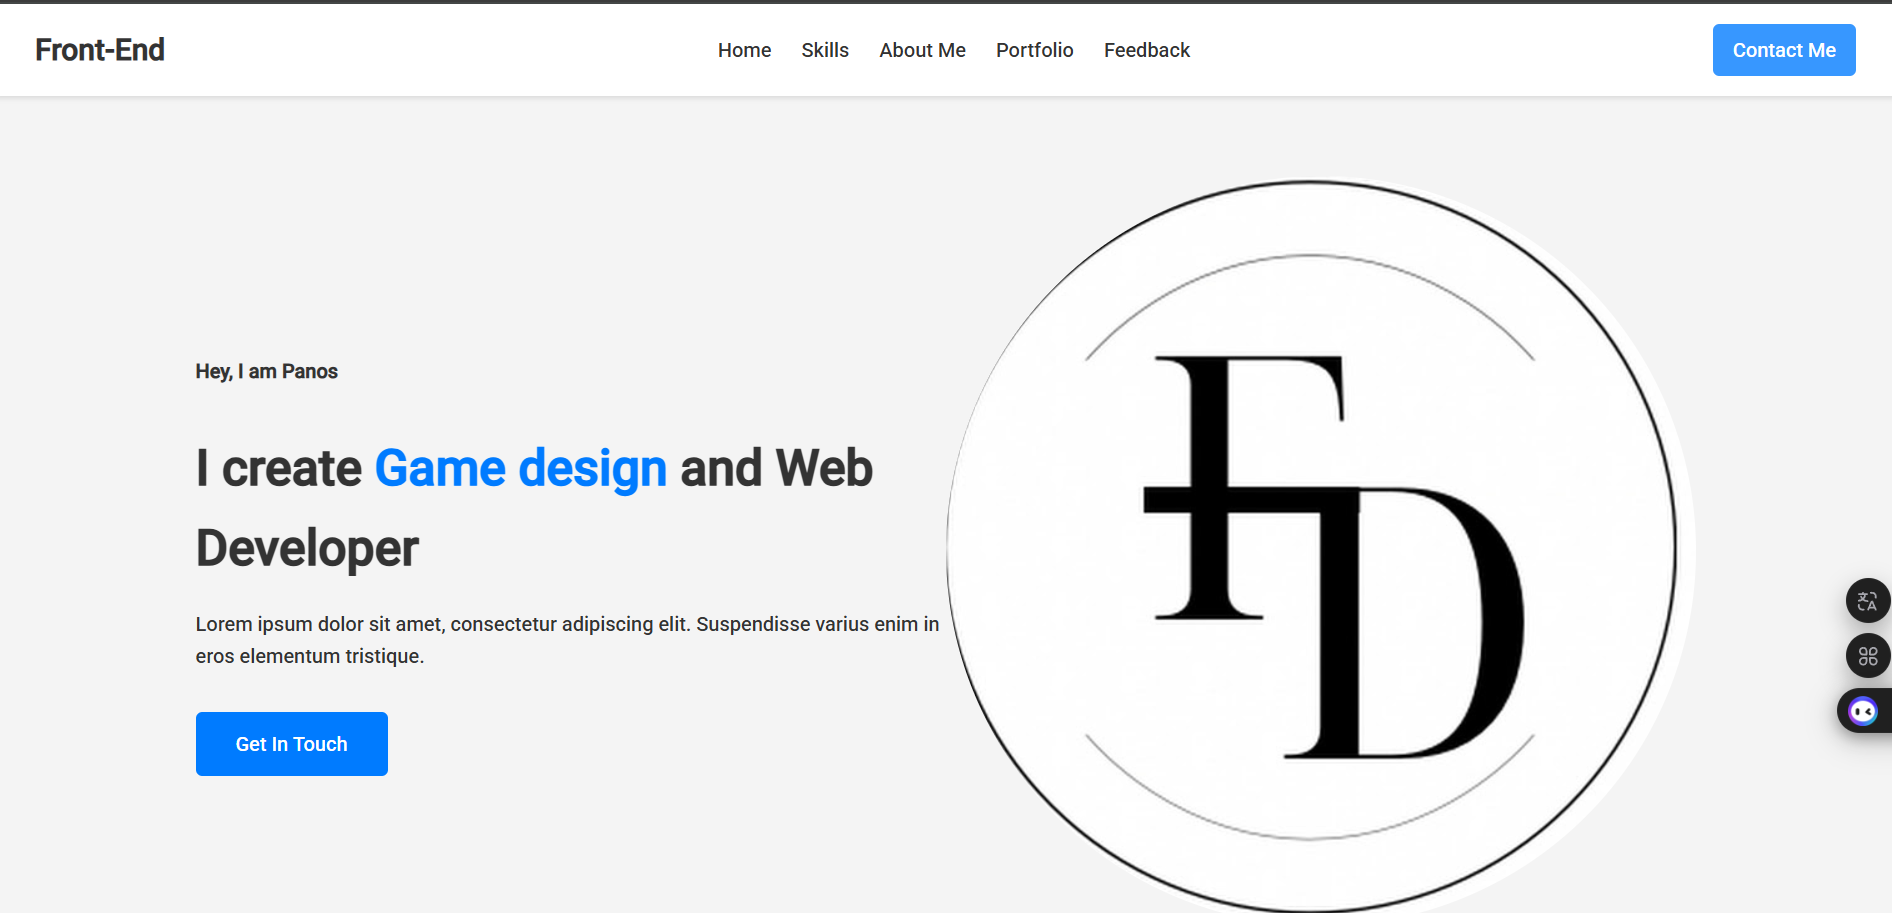 Front-End
Home Skills About Me Portfolio Feedback
Contact Me
Hey, I am Panos
I create Game design and Web
Developer
Lorem ipsum dolor sit amet, consectetur adipiscing elit. Suspendisse varius enim in
eros elementum tristique.
Get In Touch
FD